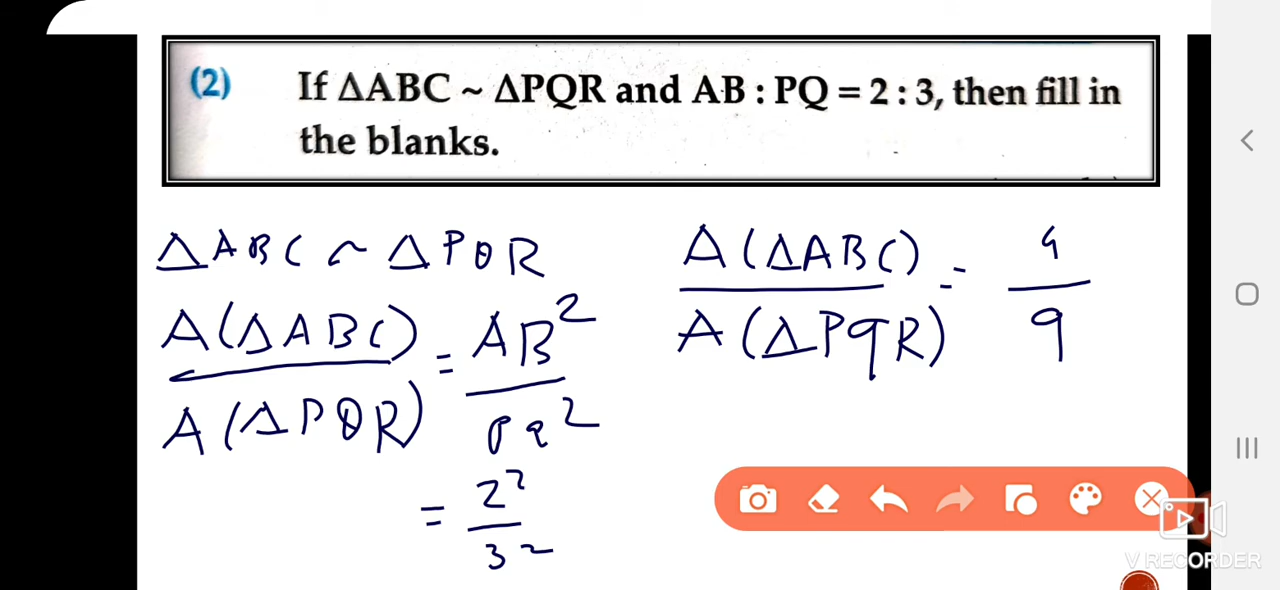 (2) If ΔABC ~ ΔPQR and AB : PQ = 2 : 3, then fill in
the blanks.
ΔABC ~ ΔPQR
A(ΔABC)
A(ΔPQR)
=
AB²
PQ²
=
2²
3²
A(ΔABC)
A(ΔPQR)
=
4
9
V RECORDER